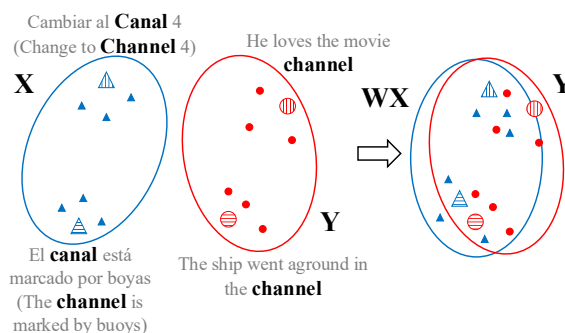 Cambiar al Canal 4
(Change to Channel 4)
X
He loves the movie
channel
WX
Y
Y
El canal está
marcado por boyas
(The channel is
marked by buoys)
The ship went aground in
the channel